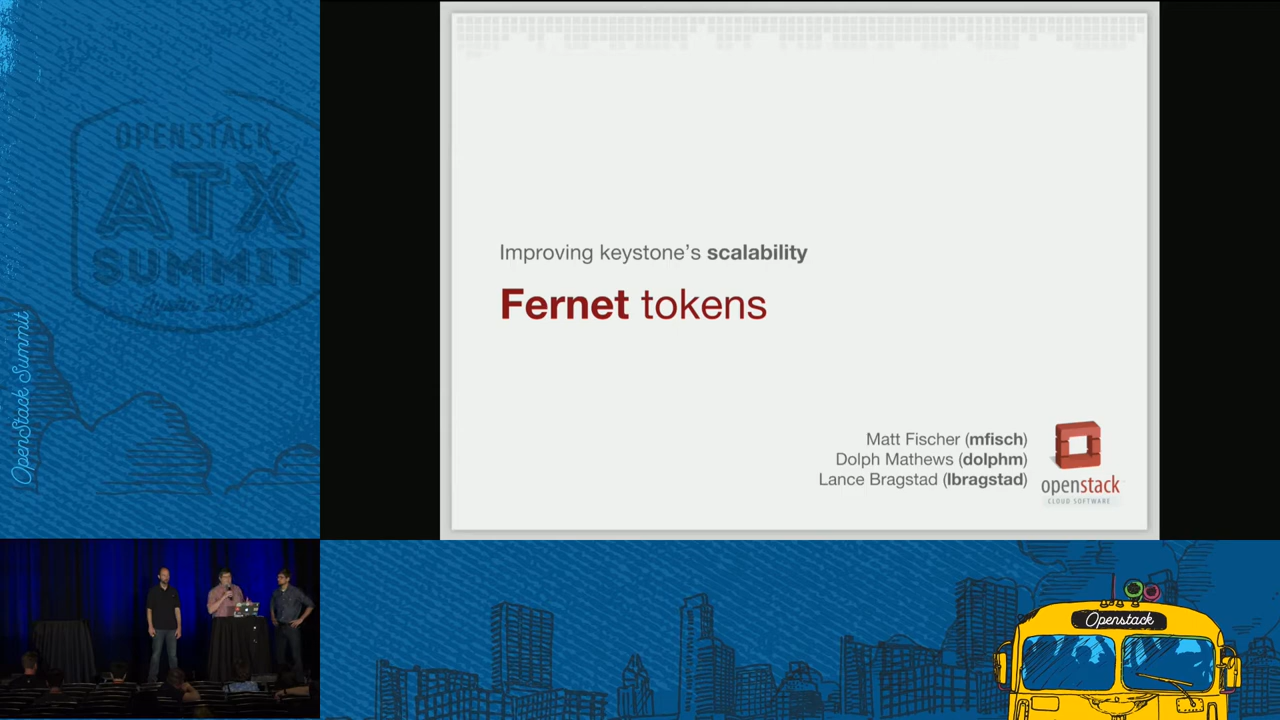 OPENSTACK
ATX
SUMMIT
OpenStack Summit
Improving keystone's scalability
Fernet tokens
Matt Fischer (mfisch)
Dolph Mathews (dolphm)
Lance Bragstad (lbragstad)
openstack
CLOUD SOFTWARE
Openstack